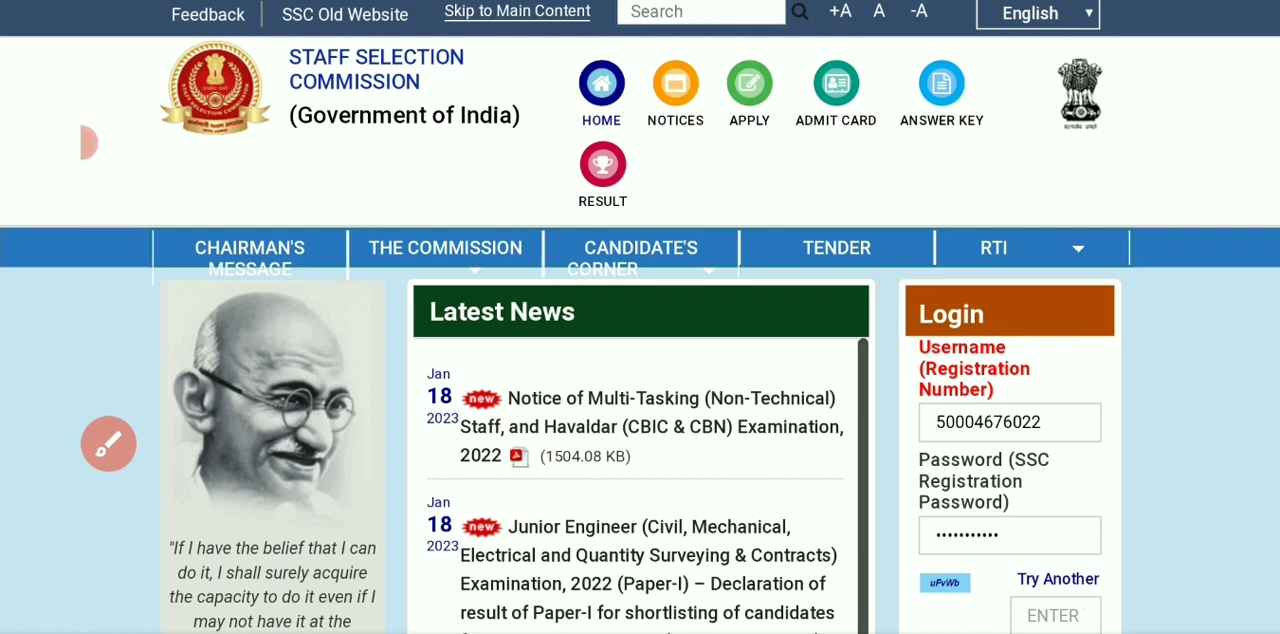 Feedback
SSC Old Website
Skip to Main Content
Search
+A
A
-A
English
STAFF SELECTION
COMMISSION
(Government of India)
HOME
NOTICES
APPLY
ADMIT CARD
ANSWER KEY
RESULT
CHAIRMAN'S
MESSAGE
THE COMMISSION
CANDIDATE'S
CORNER
TENDER
RTI
"If I have the belief that I can
do it, I shall surely acquire
the capacity to do it even if I
may not have it at the
Latest News
Jan
18
2023
new Notice of Multi-Tasking (Non-Technical)
Staff, and Havaldar (CBIC & CBN) Examination,
2022 (1504.08 KB)
Jan
18
2023
new Junior Engineer (Civil, Mechanical,
Electrical and Quantity Surveying & Contracts)
Examination, 2022 (Paper-I) – Declaration of
result of Paper-I for shortlisting of candidates
Login
Username
(Registration
Number)
50004676022
Password (SSC
Registration
Password)
•••••••••••
uFvWb
Try Another
ENTER